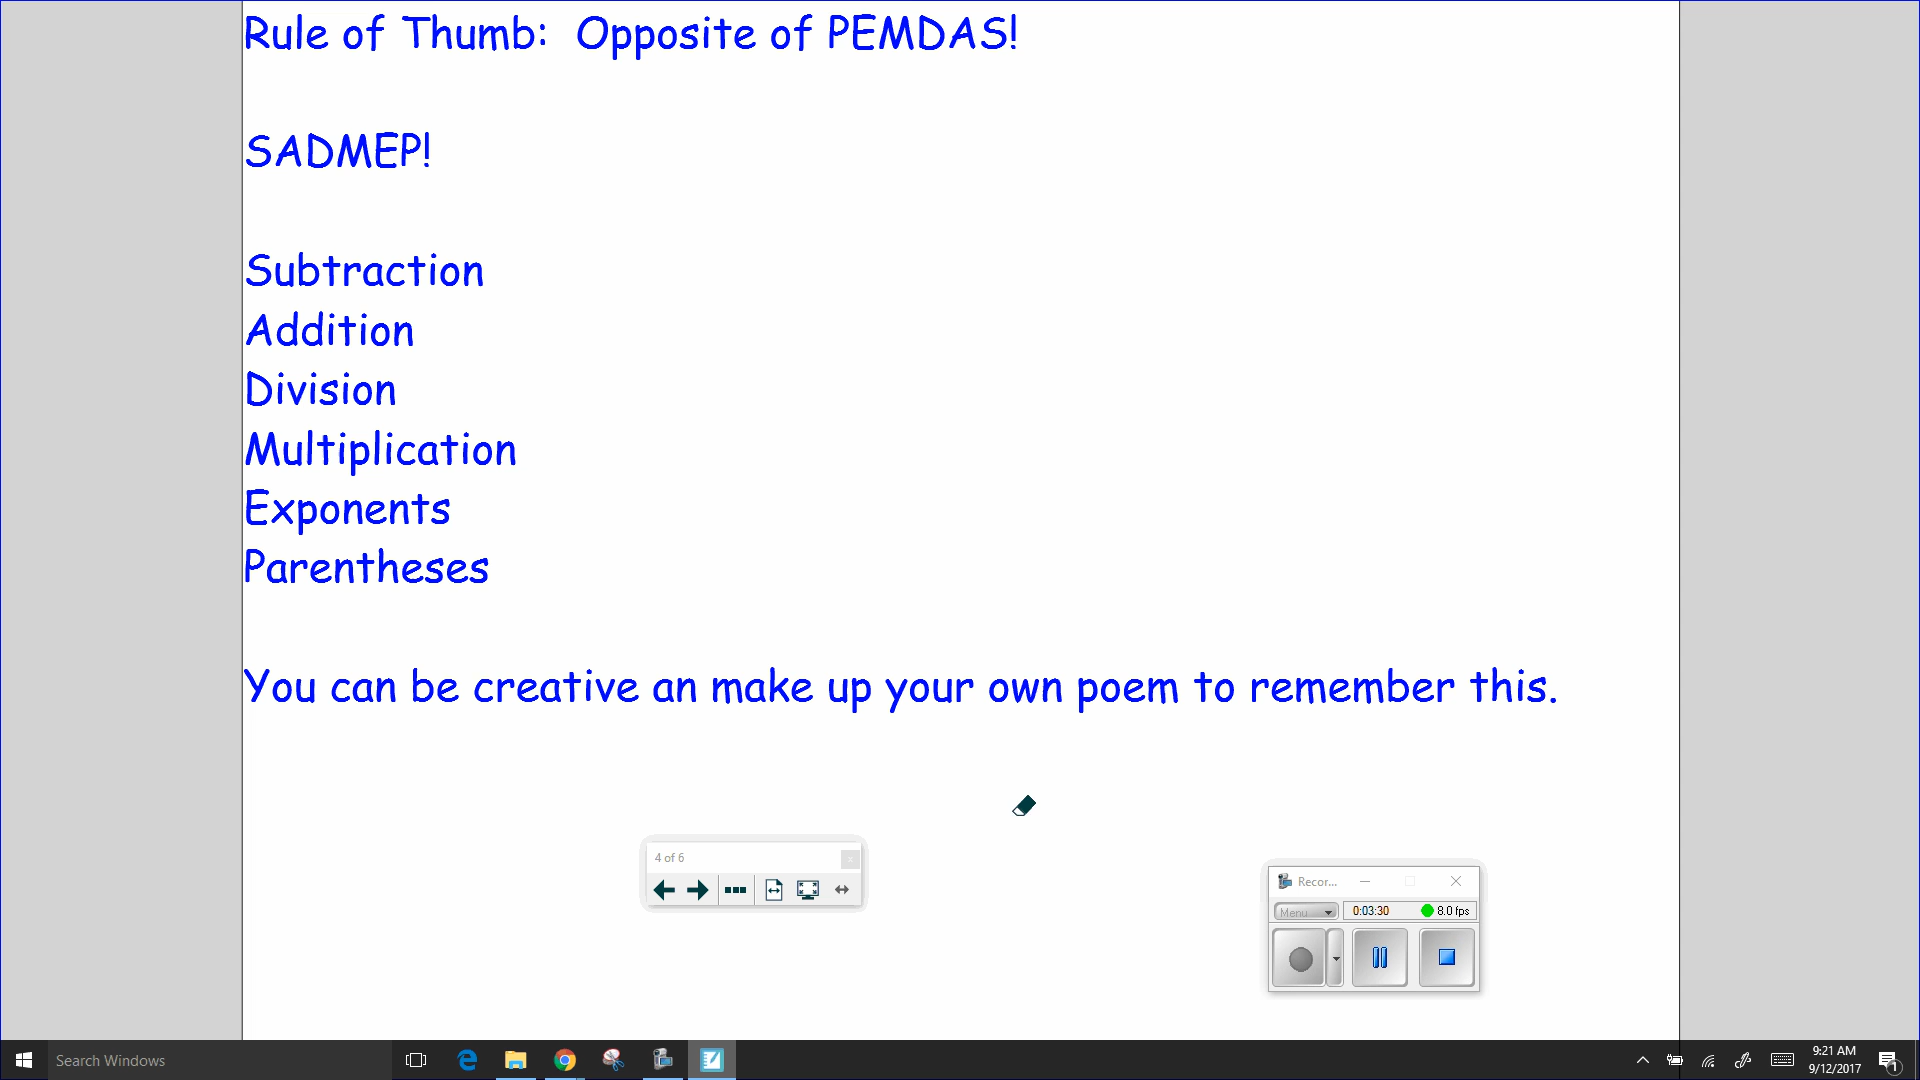 Rule of Thumb:  Opposite of PEMDAS!
SADMEP!
Subtraction
Addition
Division
Multiplication
Exponents
Parentheses
You can be creative an make up your own poem to remember this.
4 of 6
Recor...
Menu
0:03:30
8.0 fps
Search Windows
9:21 AM
9/12/2017
1